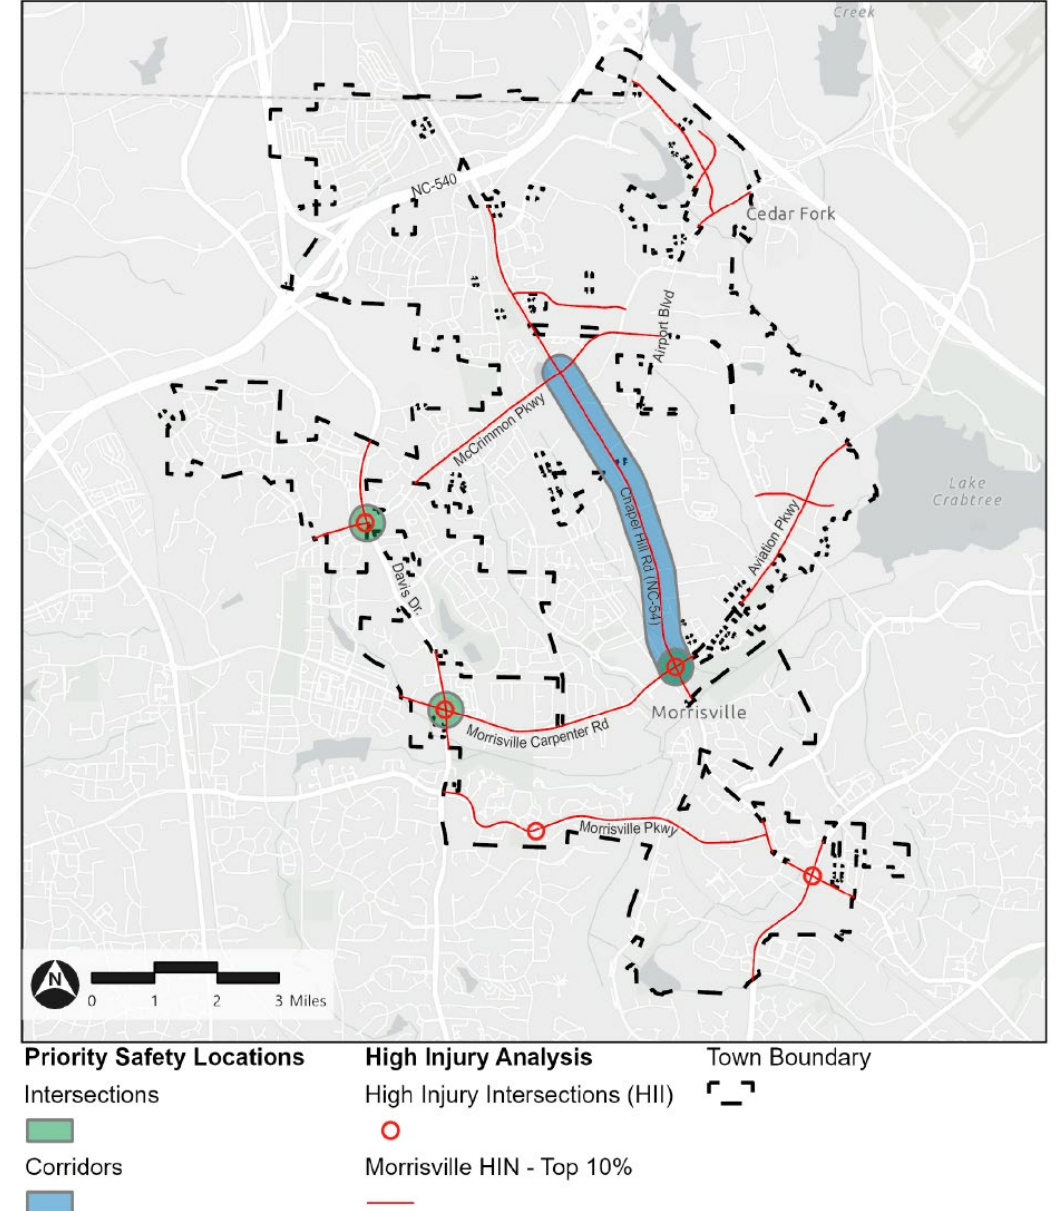 Creek
NC-540
Cedar Fork
Airport Blvd
McCrimmon Pkwy
Lake
Crabtree
Chapel Hill Rd (NC-54)
Aviation Pkwy
Davis Dr.
Morrisville
Morrisville Carpenter Rd
Morrisville Pkwy
N
0 1 2 3 Miles
Priority Safety Locations
Intersections
Corridors
High Injury Analysis
High Injury Intersections (HII)
Morrisville HIN - Top 10%
Town Boundary